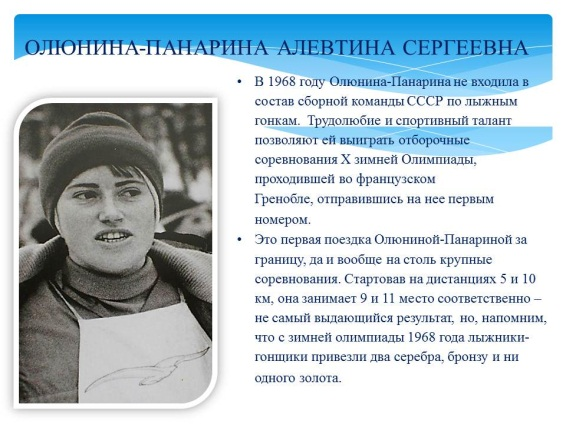 ОЛЮНИНА-ПАНАРИНА АЛЕВТИНА СЕРГЕЕВНА
• В 1968 году Олюнина-Панарина не входила в
состав сборной команды СССР по лыжным
гонкам. Трудолюбие и спортивный талант
позволяют ей выиграть отборочные
соревнования X зимней Олимпиады,
проходившей во французском
Гренобле, отправившись на нее первым
номером.
• Это первая поездка Олюниной-Панариной за
границу, да и вообще на столь крупные
соревнования. Стартовав на дистанциях 5 и 10
км, она занимает 9 и 11 место соответственно –
не самый выдающийся результат, но, напомним,
что с зимней олимпиады 1968 года лыжники-
гонщики привезли два серебра, бронзу и ни
одного золота.